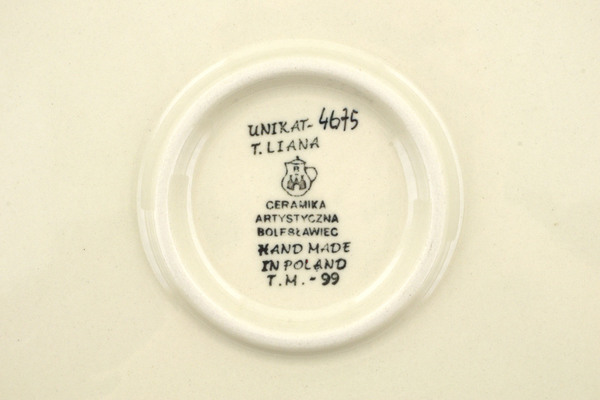 UNIKAT- 4675
T. LIANA
CERAMIKA
ARTYSTYCZNA
BOLESŁAWIEC
HAND MADE
IN POLAND
T.M. - 99